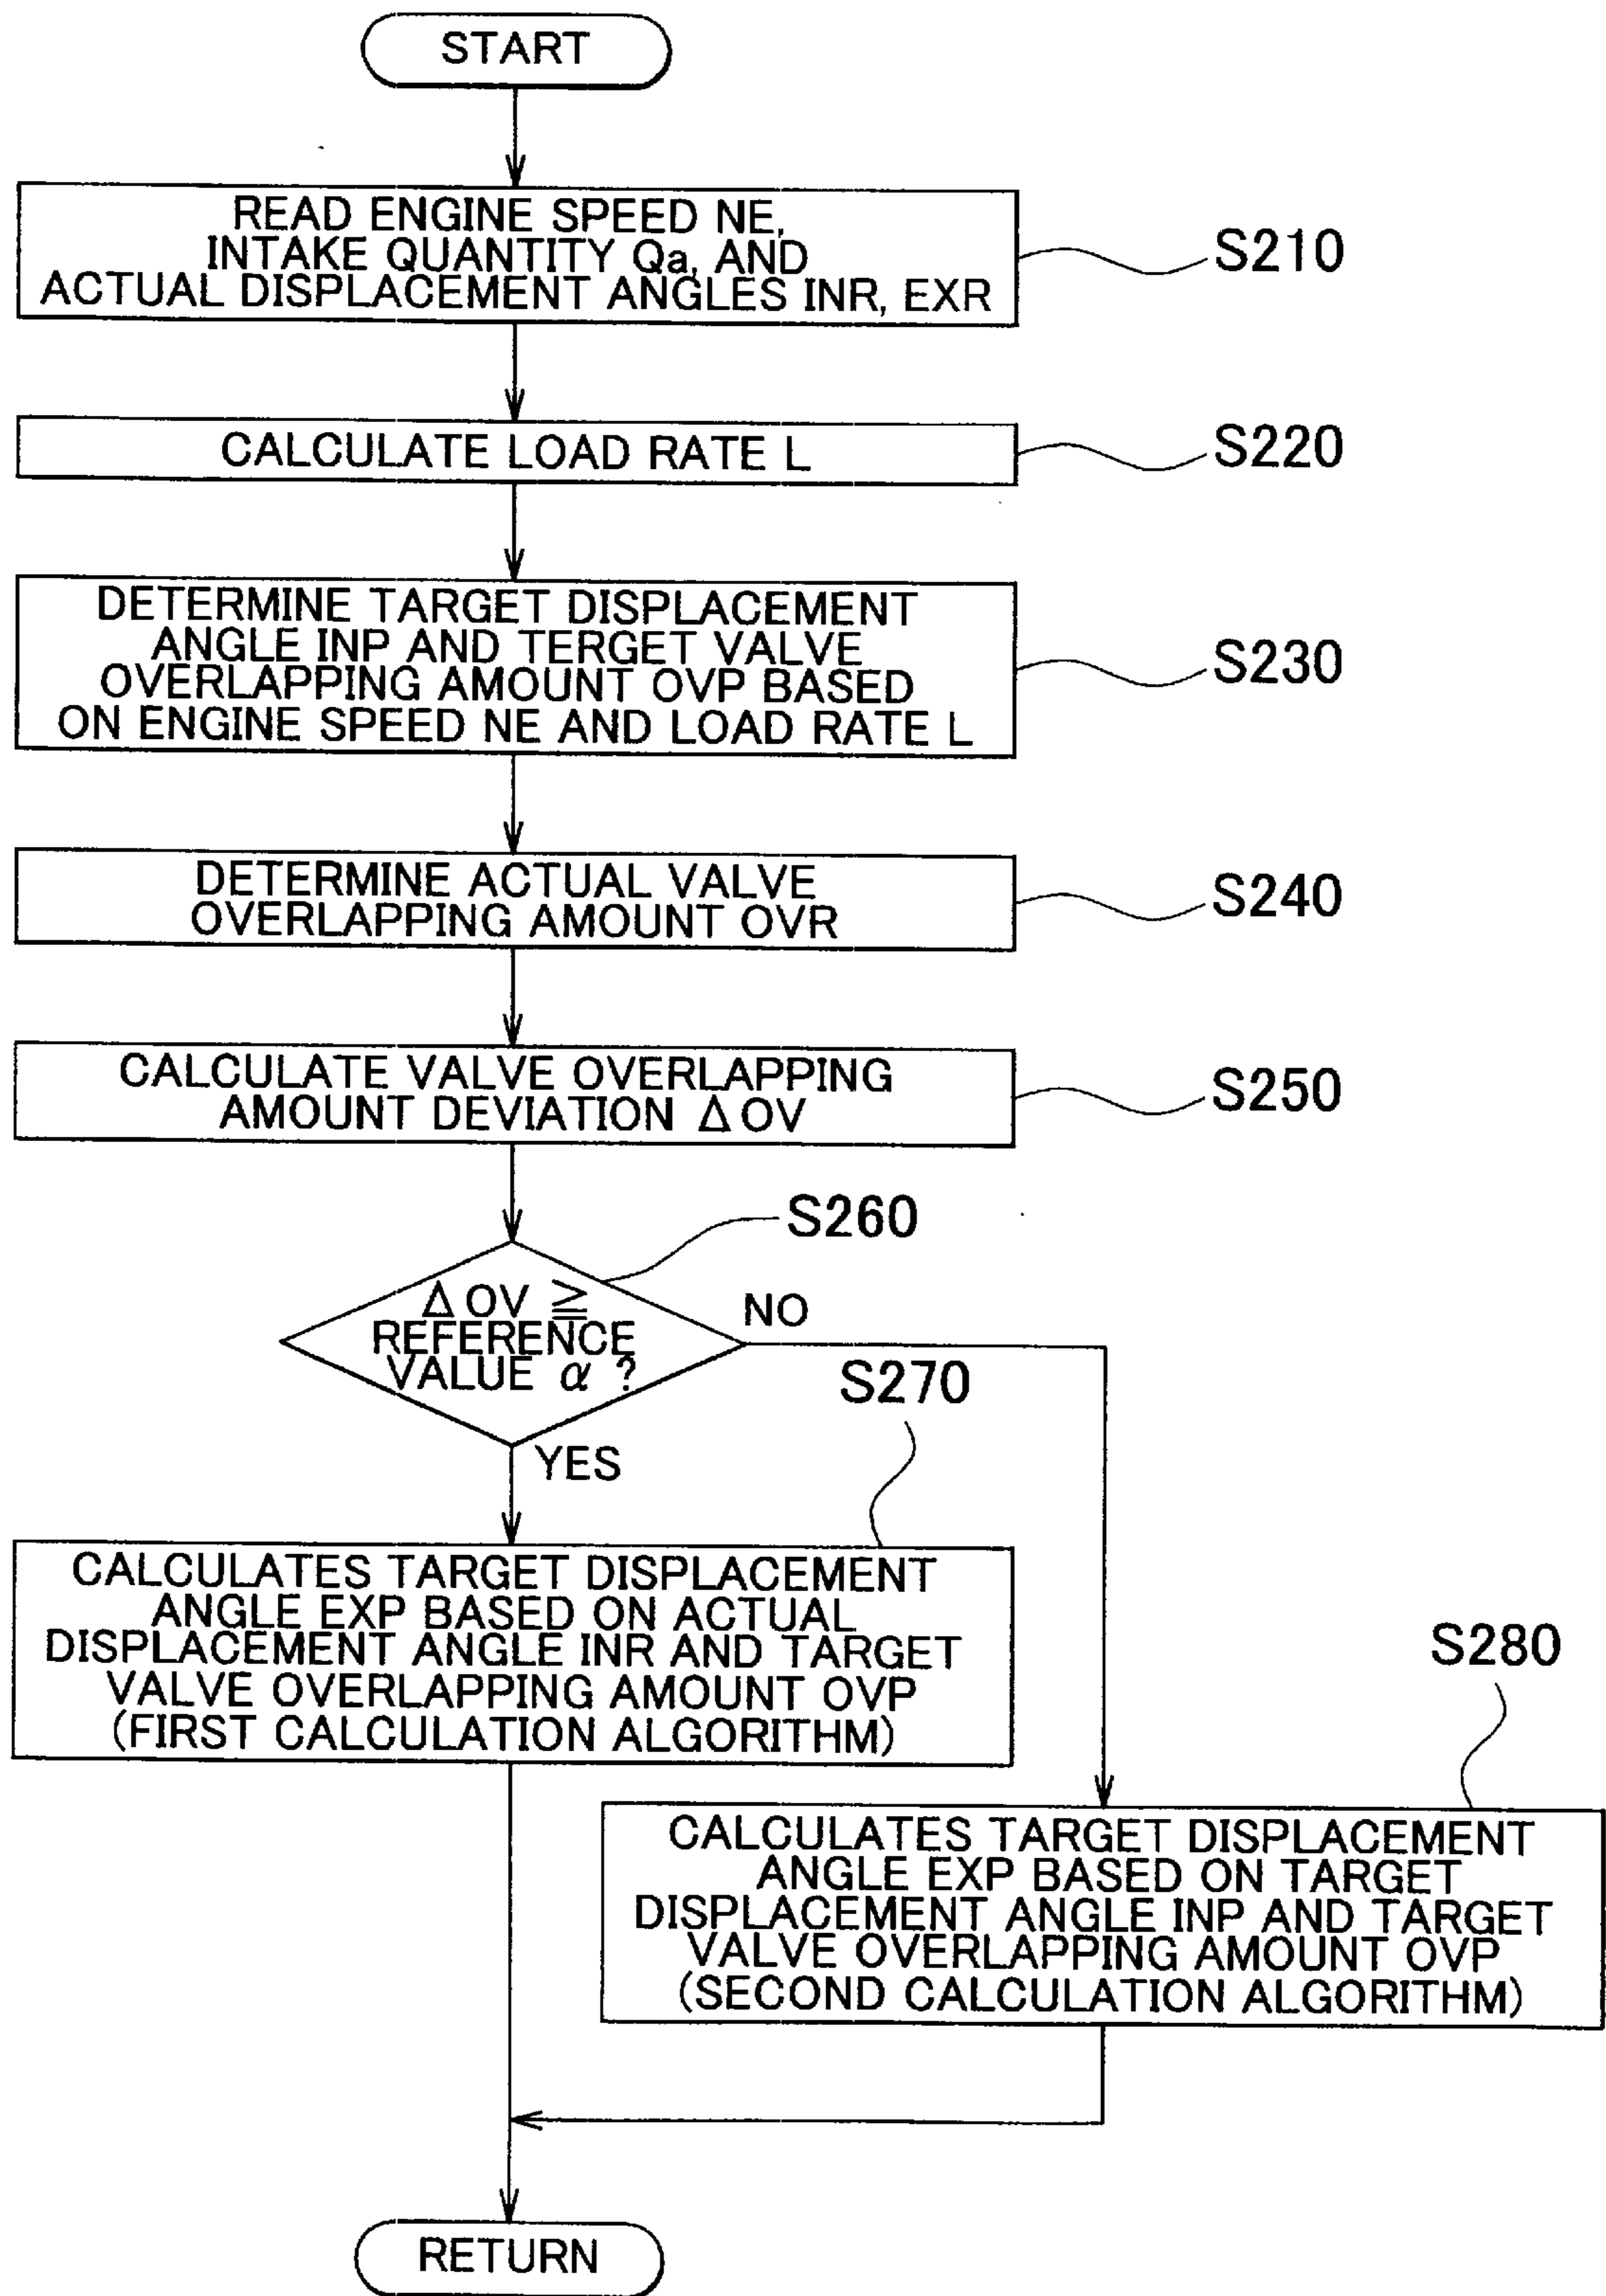 START
READ ENGINE SPEED NE,
INTAKE QUANTITY Qa, AND
ACTUAL DISPLACEMENT ANGLES INR, EXR
S210
CALCULATE LOAD RATE L
S220
DETERMINE TARGET DISPLACEMENT
ANGLE INP AND TERGET VALVE
OVERLAPPING AMOUNT OVP BASED
ON ENGINE SPEED NE AND LOAD RATE L
S230
DETERMINE ACTUAL VALVE
OVERLAPPING AMOUNT OVR
S240
CALCULATE VALVE OVERLAPPING
AMOUNT DEVIATION Δ OV
S250
S260
Δ OV ≧
REFERENCE
VALUE α ?
NO
YES
S270
CALCULATES TARGET DISPLACEMENT
ANGLE EXP BASED ON ACTUAL
DISPLACEMENT ANGLE INR AND TARGET
VALVE OVERLAPPING AMOUNT OVP
(FIRST CALCULATION ALGORITHM)
S280
CALCULATES TARGET DISPLACEMENT
ANGLE EXP BASED ON TARGET
DISPLACEMENT ANGLE INP AND TARGET
VALVE OVERLAPPING AMOUNT OVP
(SECOND CALCULATION ALGORITHM)
RETURN